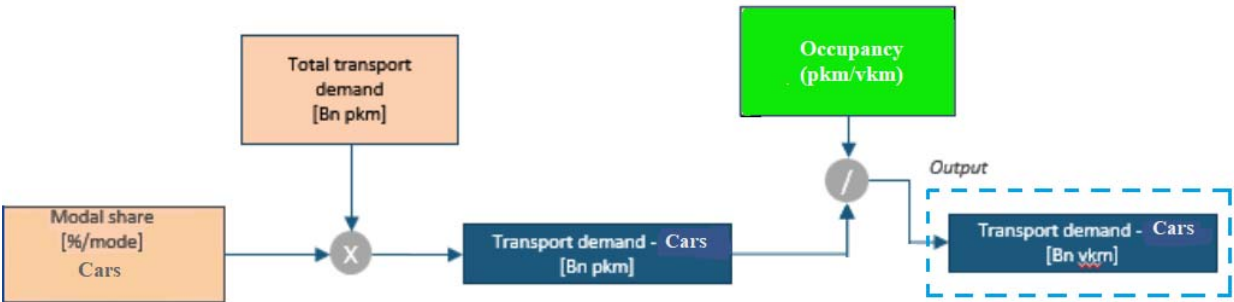 Total transport
demand
[Bn pkm]
Occupancy
(pkm/vkm)
/
Output
Modal share
[%/mode]
Cars
X
Transport demand - Cars
[Bn pkm]
Transport demand - Cars
[Bn vkm]